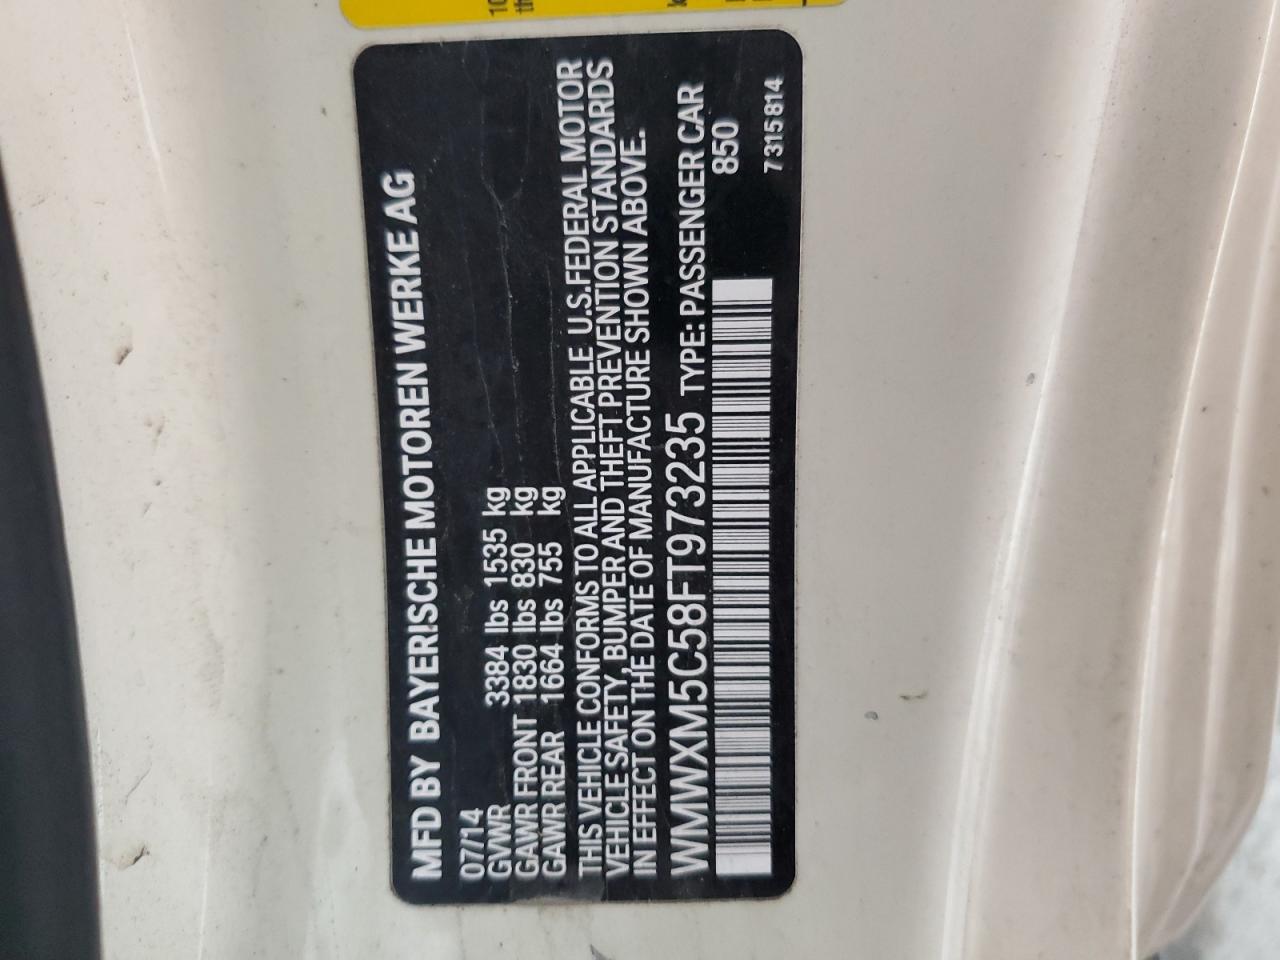 MFD BY BAYERISCHE MOTOREN WERKE AG
07/14
GVWR 3384 lbs 1535 kg
GAWR FRONT 1830 lbs 830 kg
GAWR REAR 1664 lbs 755 kg
THIS VEHICLE CONFORMS TO ALL APPLICABLE U.S.FEDERAL MOTOR
VEHICLE SAFETY, BUMPER AND THEFT PREVENTION STANDARDS
IN EFFECT ON THE DATE OF MANUFACTURE SHOWN ABOVE.
WMWXM5C58FT973235 TYPE: PASSENGER CAR
850
7315814